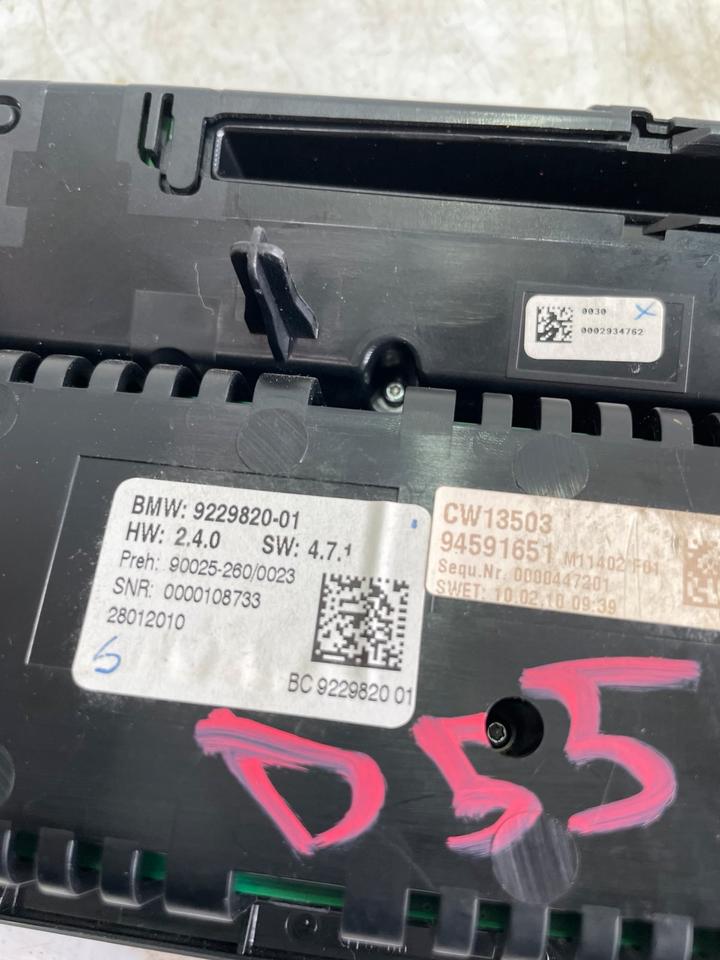 0030
0002934762
BMW: 9229820-01
HW: 2.4.0 SW: 4.7.1
Preh: 90025-260/0023
SNR: 0000108733
28012010
BC 9229820 01
CW13503
94591651 M11402 F01
Sequ.Nr. 0000447201
SWET: 10.02.10 09:39
D55